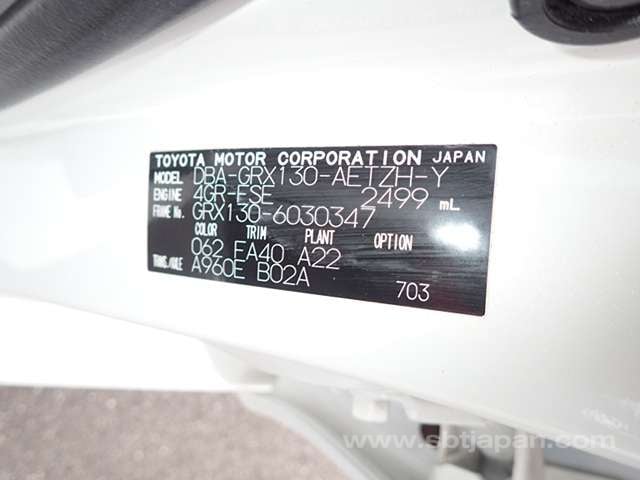 TOYOTA MOTOR CORPORATION JAPAN
MODEL DBA-GRX130-AETZH-Y
ENGINE 4GR-FSE 2499 mL
FRAME No. GRX130-6030347
COLOR TRIM PLANT OPTION
062 FA40 A22
TRANS./AXLE A960E B02A
703
www.sbtjapan.com